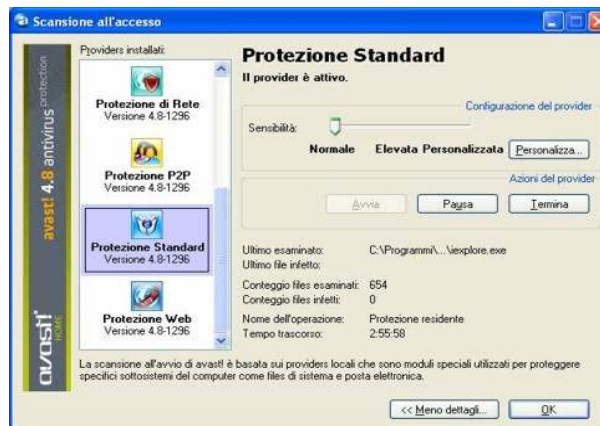 Scansione all'accesso
avast! 4.8 antivirus protection
avast!
HOME
Providers installati:
Protezione di Rete
Versione 4.8-1296
Protezione P2P
Versione 4.8-1296
Protezione Standard
Versione 4.8-1296
Protezione Web
Versione 4.8-1296
Protezione Standard
Il provider è attivo.
Configurazione del provider
Sensibilità:
Normale Elevata Personalizzata Personalizza...
Azioni del provider
Avvia Pausa Termina
Ultimo esaminato: C:\Programmi\...\iexplore.exe
Ultimo file infetto:
Conteggio files esaminati: 654
Conteggio files infetti: 0
Nome dell'operazione: Protezione residente
Tempo trascorso: 2:55:58
La scansione all'avvio di avast! è basata sui providers locali che sono moduli speciali utilizzati per proteggere
specifici sottosistemi del computer come files di sistema e posta elettronica.
<< Meno dettagli... OK